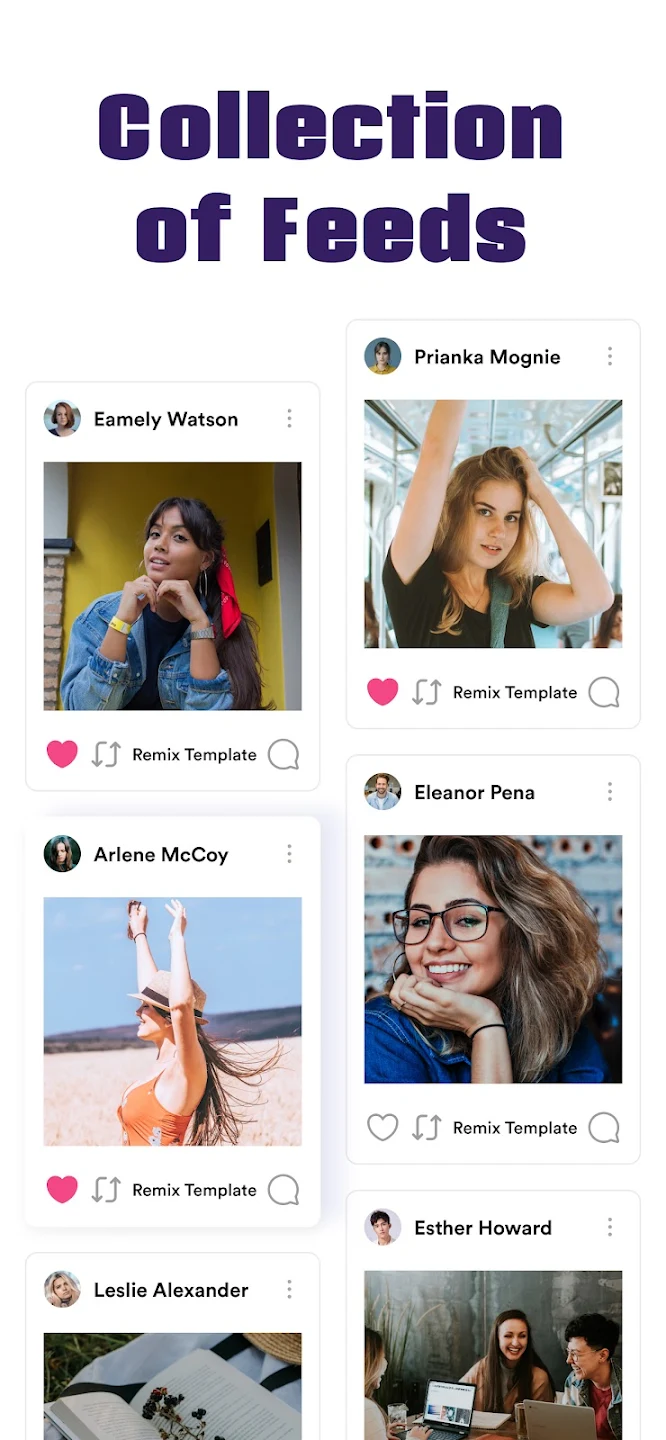 Collection
of Feeds
Prianka Mognie
Remix Template
Eamely Watson
Remix Template
Eleanor Pena
Remix Template
Arlene McCoy
Remix Template
Esther Howard
Leslie Alexander